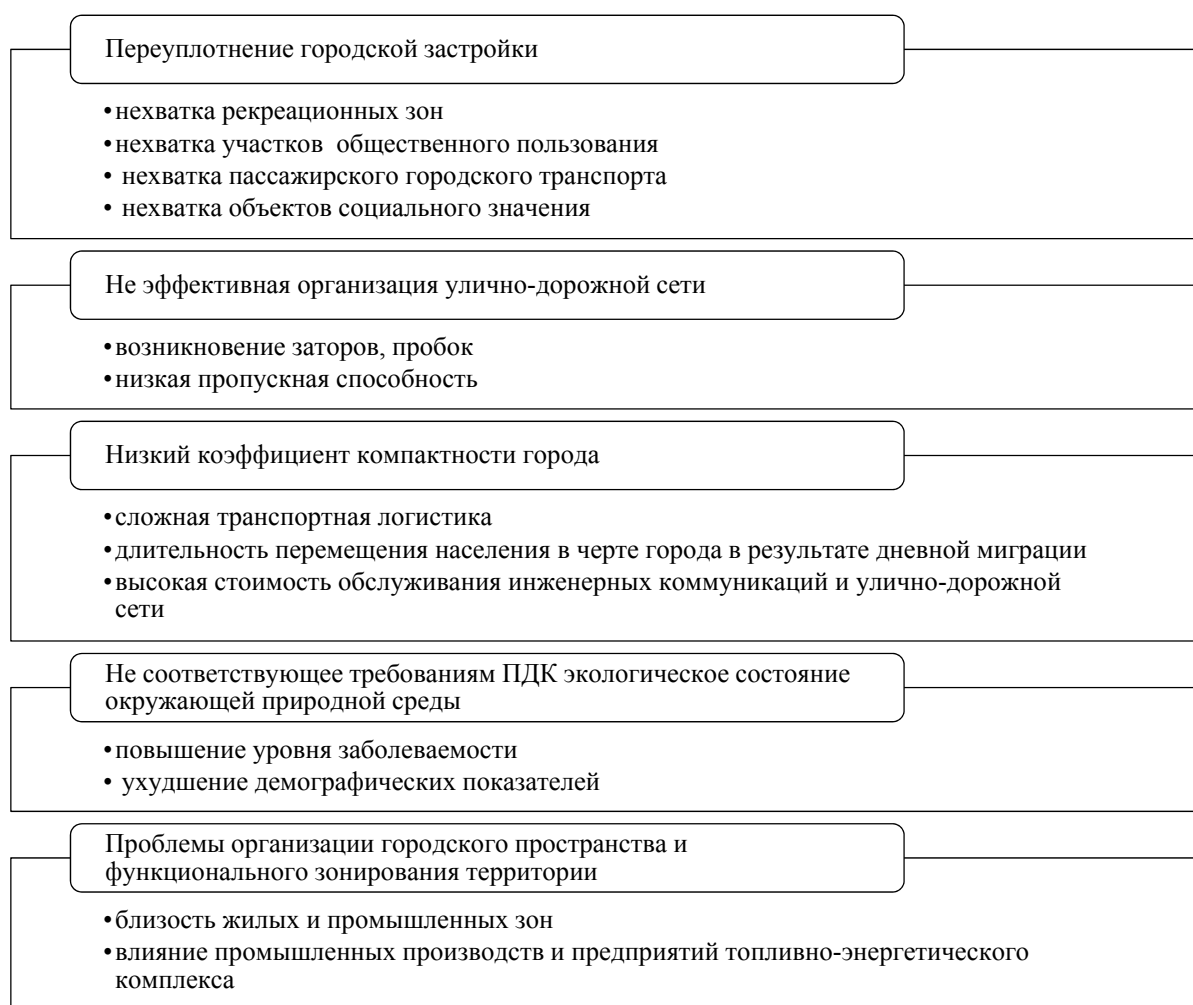 Переуплотнение городской застройки
•нехватка рекреационных зон
•нехватка участков  общественного пользования
• нехватка пассажирского городского транспорта
• нехватка объектов социального значения
Не эффективная организация улично-дорожной сети
•возникновение заторов, пробок
•низкая пропускная способность
Низкий коэффициент компактности города
•сложная транспортная логистика
•длительность перемещения населения в черте города в результате дневной миграции
•высокая стоимость обслуживания инженерных коммуникаций и улично-дорожной
сети
Не соответствующее требованиям ПДК экологическое состояние
окружающей природной среды
•повышение уровня заболеваемости
• ухудшение демографических показателей
Проблемы организации городского пространства и
функционального зонирования территории
•близость жилых и промышленных зон
•влияние промышленных производств и предприятий топливно-энергетического
комплекса